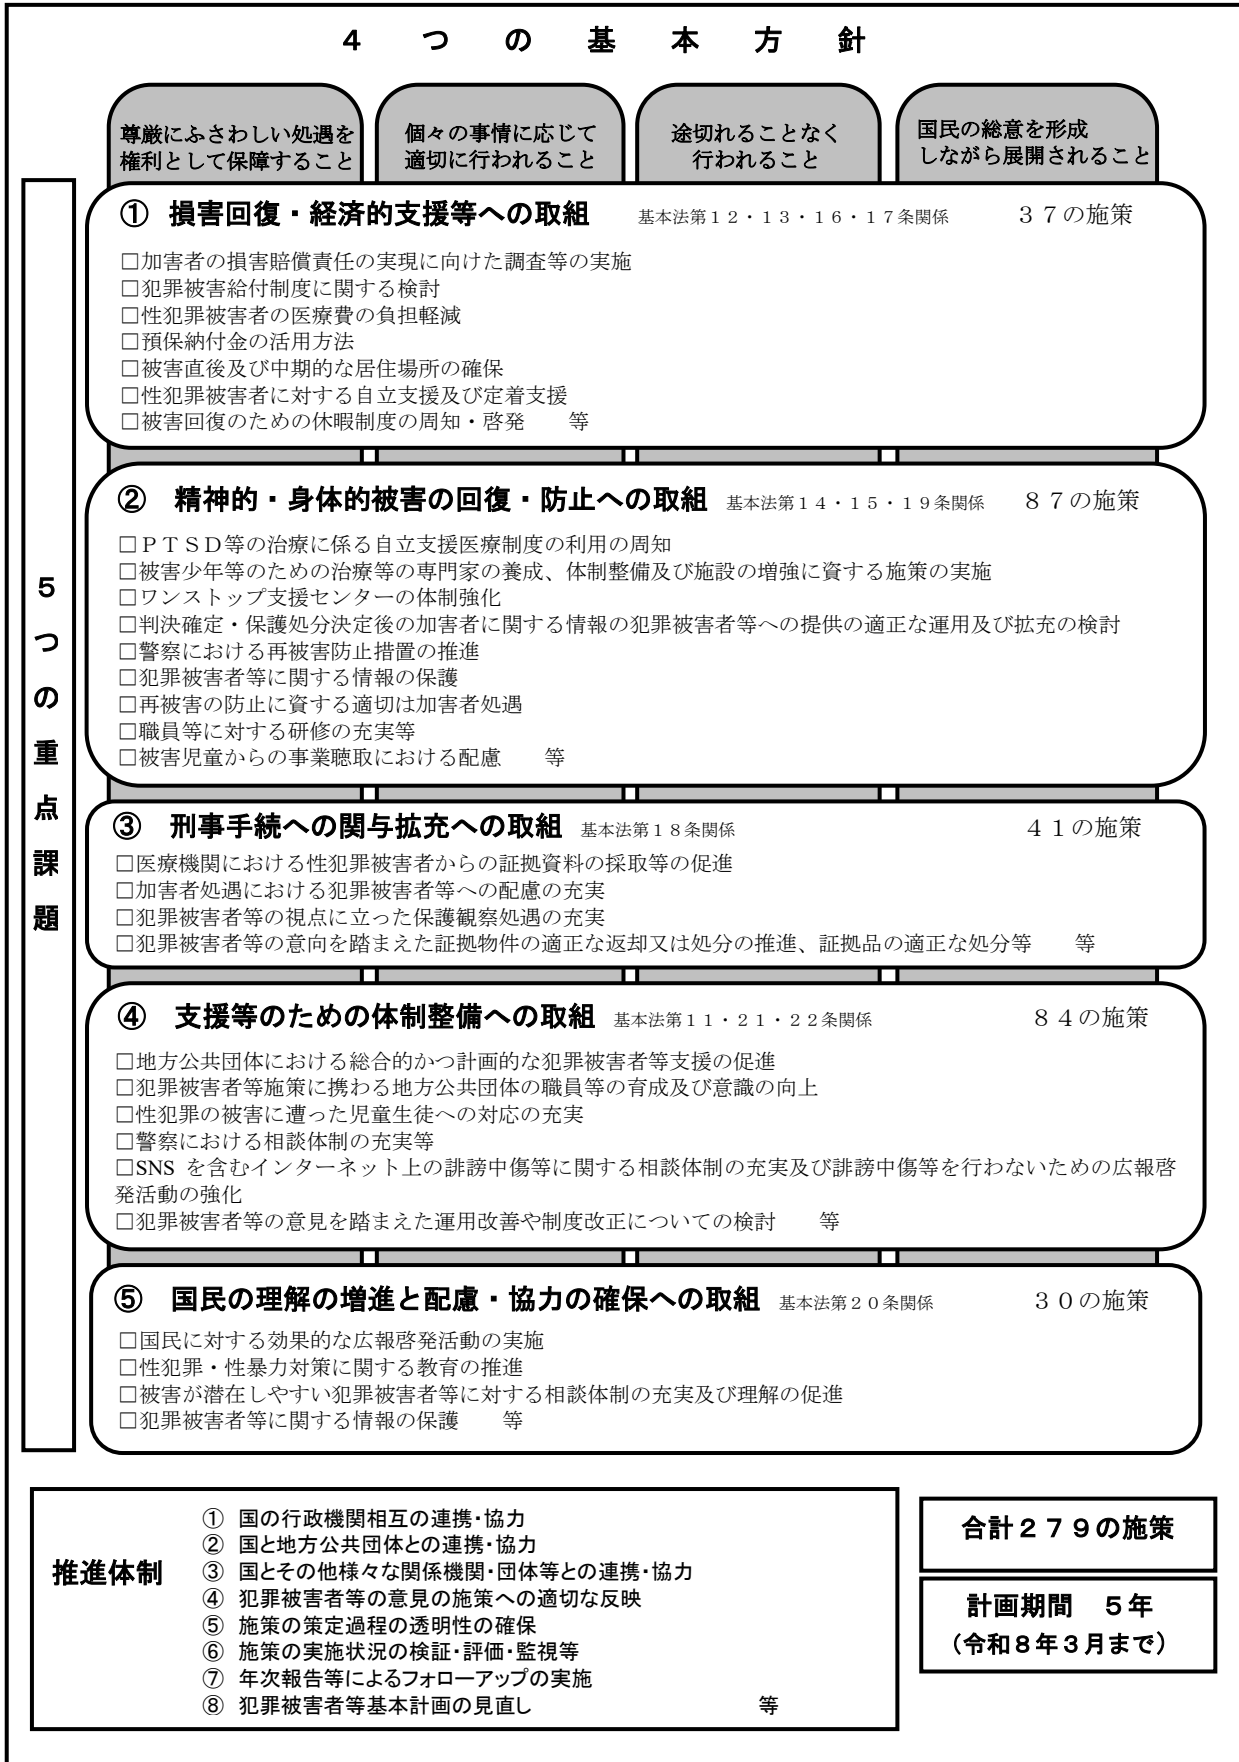 ４つの基本方針
尊厳にふさわしい処遇を
権利として保障すること
個々の事情に応じて
適切に行われること
途切れることなく
行われること
国民の総意を形成
しながら展開されること
５つの重点課題
① 損害回復・経済的支援等への取組 基本法第１２・１３・１６・１７条関係 ３７の施策
□加害者の損害賠償責任の実現に向けた調査等の実施
□犯罪被害給付制度に関する検討
□性犯罪被害者の医療費の負担軽減
□預保納付金の活用方法
□被害直後及び中期的な居住場所の確保
□性犯罪被害者に対する自立支援及び定着支援
□被害回復のための休暇制度の周知・啓発 等
② 精神的・身体的被害の回復・防止への取組 基本法第１４・１５・１９条関係 ８７の施策
□ＰＴＳＤ等の治療に係る自立支援医療制度の利用の周知
□被害少年等のための治療等の専門家の養成、体制整備及び施設の増強に資する施策の実施
□ワンストップ支援センターの体制強化
□判決確定・保護処分決定後の加害者に関する情報の犯罪被害者等への提供の適正な運用及び拡充の検討
□警察における再被害防止措置の推進
□犯罪被害者等に関する情報の保護
□再被害の防止に資する適切は加害者処遇
□職員等に対する研修の充実等
□被害児童からの事業聴取における配慮 等
③ 刑事手続への関与拡充への取組 基本法第１８条関係 ４１の施策
□医療機関における性犯罪被害者からの証拠資料の採取等の促進
□加害者処遇における犯罪被害者等への配慮の充実
□犯罪被害者等の視点に立った保護観察処遇の充実
□犯罪被害者等の意向を踏まえた証拠物件の適正な返却又は処分の推進、証拠品の適正な処分等 等
④ 支援等のための体制整備への取組 基本法第１１・２１・２２条関係 ８４の施策
□地方公共団体における総合的かつ計画的な犯罪被害者等支援の促進
□犯罪被害者等施策に携わる地方公共団体の職員等の育成及び意識の向上
□性犯罪の被害に遭った児童生徒への対応の充実
□警察における相談体制の充実等
□SNS を含むインターネット上の誹謗中傷等に関する相談体制の充実及び誹謗中傷等を行わないための広報啓
発活動の強化
□犯罪被害者等の意見を踏まえた運用改善や制度改正についての検討 等
⑤ 国民の理解の増進と配慮・協力の確保への取組 基本法第２０条関係 ３０の施策
□国民に対する効果的な広報啓発活動の実施
□性犯罪・性暴力対策に関する教育の推進
□被害が潜在しやすい犯罪被害者等に対する相談体制の充実及び理解の促進
□犯罪被害者等に関する情報の保護 等
推進体制
① 国の行政機関相互の連携・協力
② 国と地方公共団体との連携・協力
③ 国とその他様々な関係機関・団体等との連携・協力
④ 犯罪被害者等の意見の施策への適切な反映
⑤ 施策の策定過程の透明性の確保
⑥ 施策の実施状況の検証・評価・監視等
⑦ 年次報告等によるフォローアップの実施
⑧ 犯罪被害者等基本計画の見直し 等
合計２７９の施策
計画期間 ５年
（令和８年３月まで）